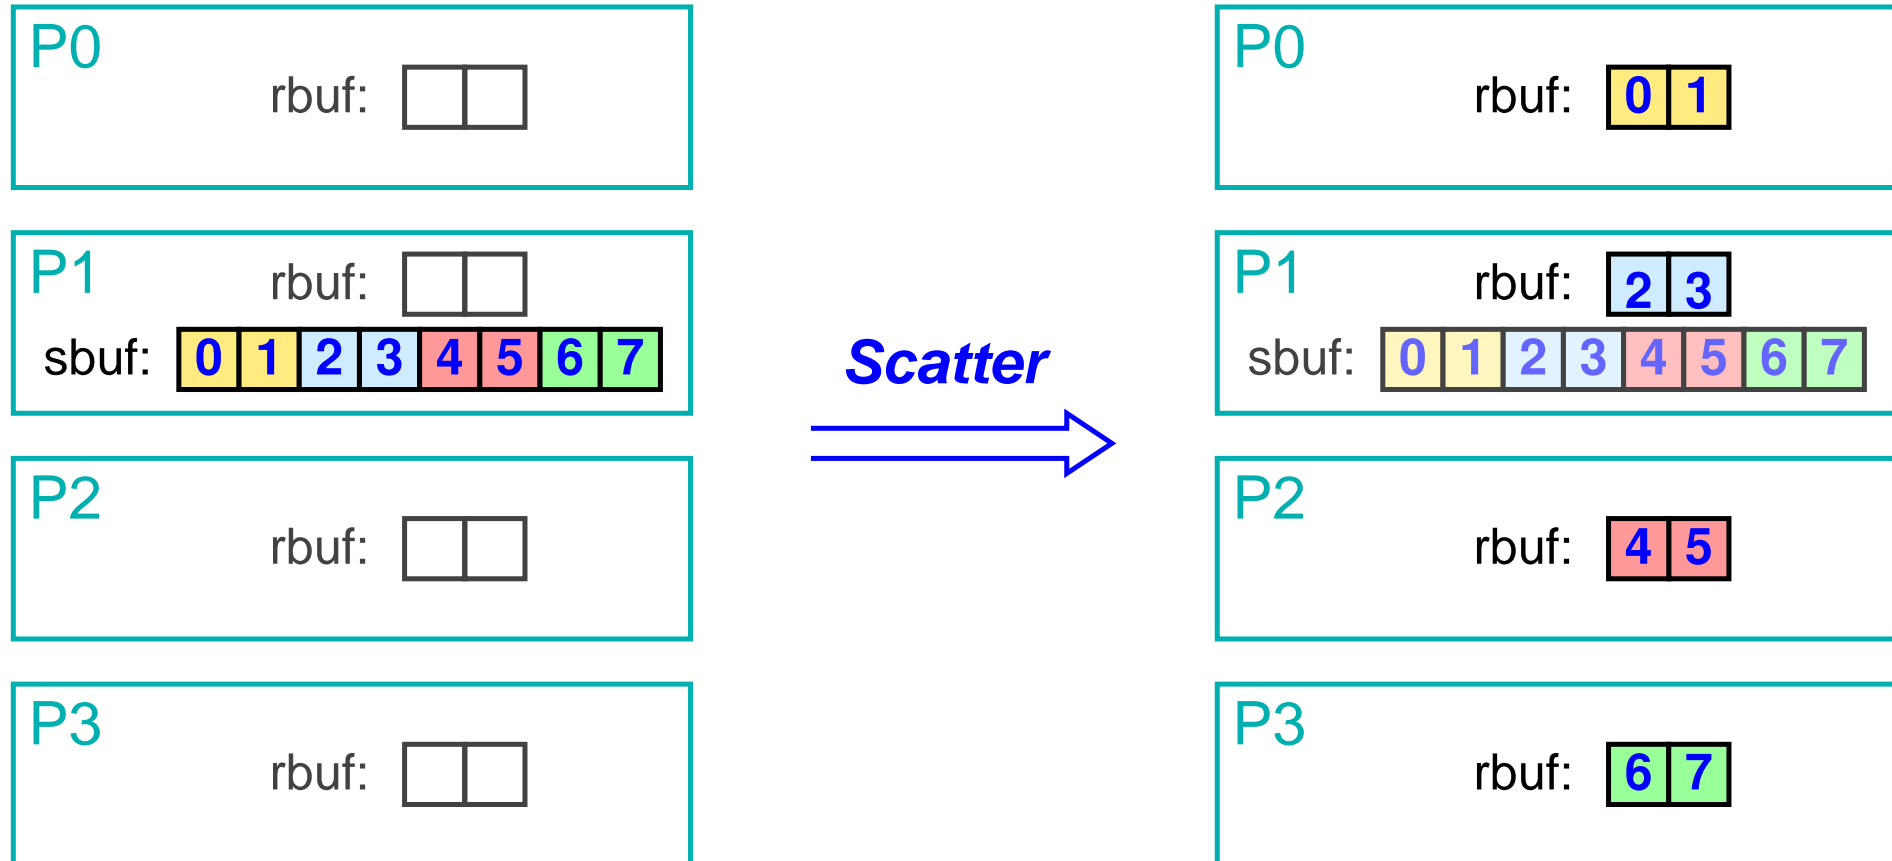 P0
rbuf:
P1
rbuf:
sbuf: 0 1 2 3 4 5 6 7
P2
rbuf:
P3
rbuf:
Scatter
P0
rbuf: 0 1
P1
rbuf: 2 3
sbuf: 0 1 2 3 4 5 6 7
P2
rbuf: 4 5
P3
rbuf: 6 7